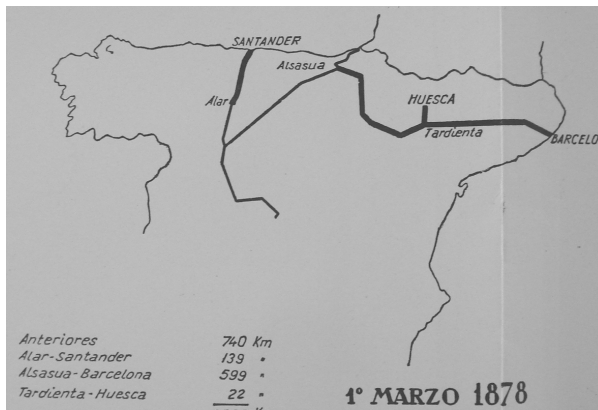 SANTANDER
Alsasua
Alar
HUESCA
Tardienta
BARCELO
Anteriores 740 Km
Alar-Santander 139 "
Alsasua-Barcelona 599 "
Tardienta-Huesca 22 "
1º MARZO 1878